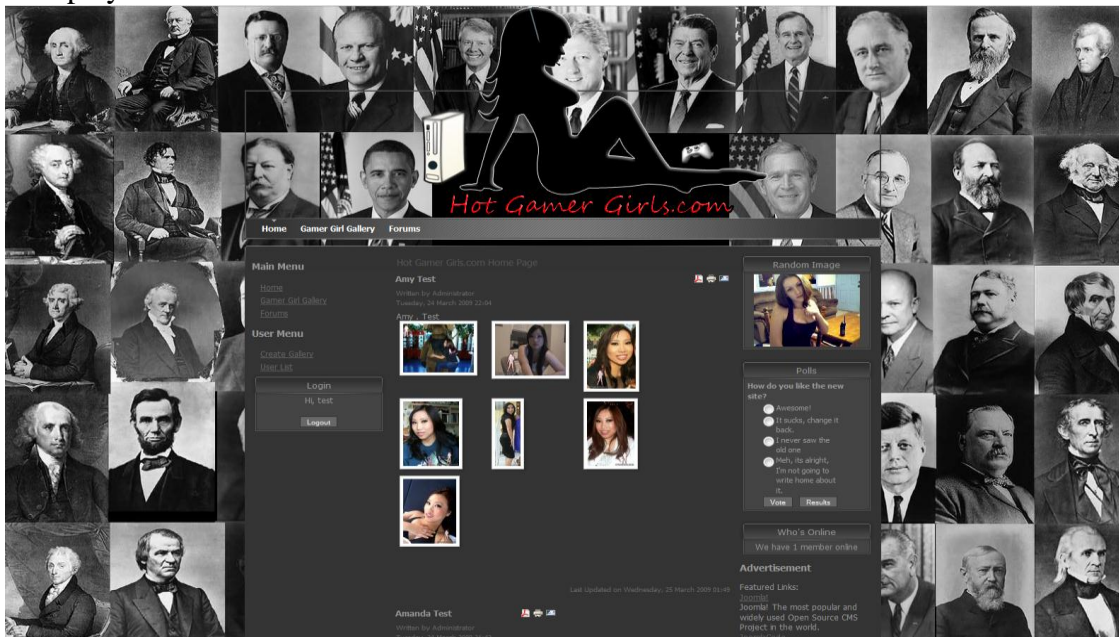 Hot Gamer Girls.com
Home Gamer Girl Gallery Forums
Main Menu
Home
Gamer Girl Gallery
Forums
User Menu
Create Gallery
User List
Login
Hi, test
Logout
Hot Gamer Girls.com Home Page
Amy Test
Written by Administrator
Tuesday, 24 March 2009 22:04
Amy . Test
Last Updated on Wednesday, 25 March 2009 01:49
Amanda Test
Written by Administrator
Random Image
Polls
How do you like the new
site?
Awesome!
It sucks, change it
back.
I never saw the
old one
Meh, its alright,
I'm not going to
write home about
it.
Vote Results
Who's Online
We have 1 member online
Advertisement
Featured Links:
Joomla!
Joomla! The most popular and
widely used Open Source CMS
Project in the world.